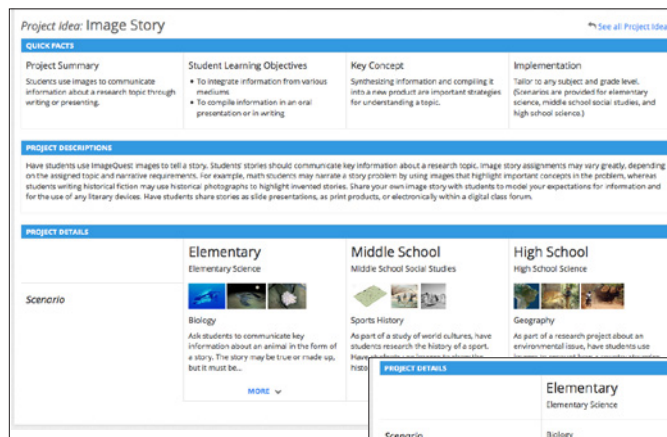 Project Idea: Image Story
See all Project Idea
QUICK FACTS
Project Summary
Students use images to communicate
information about a research topic through
writing or presenting.
Student Learning Objectives
• To integrate information from various
mediums
• To compile information in an oral
presentation or in writing
Key Concept
Synthesizing information and compiling it
into a new product are important strategies
for understanding a topic.
Implementation
Tailor to any subject and grade level.
(Scenarios are provided for elementary
science, middle school social studies, and
high school science.)
PROJECT DESCRIPTIONS
Have students use ImageQuest images to tell a story. Students' stories should communicate key information about a research topic. Image story assignments may vary greatly, depending
on the assigned topic and narrative requirements. For example, math students may narrate a story problem by using images that highlight important concepts in the problem, whereas
students writing historical fiction may use historical photographs to highlight invented stories. Share your own image story with students to model your expectations for information and
for the use of any literary devices. Have students share stories as slide presentations, as print products, or electronically within a digital class forum.
PROJECT DETAILS
Scenario
Elementary
Elementary Science
Biology
Ask students to communicate key
information about an animal in the form of
a story. The story may be true or made up,
but it must be...
MORE
Middle School
Middle School Social Studies
Sports History
As part of a study of world cultures, have
students research the history of a sport.
High School
High School Science
Geography
As part of a research project about an
environmental issue, have students use
PROJECT DETAILS
Elementary
Elementary Science
Scenario
Biology